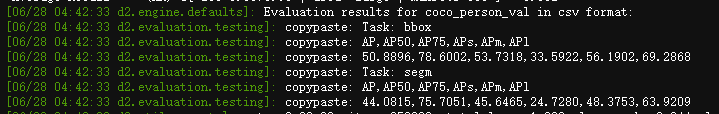 [06/28 04:42:33 d2.engine.defaults]: Evaluation results for coco_person_val in csv format:
[06/28 04:42:33 d2.evaluation.testing]: copypaste: Task: bbox
[06/28 04:42:33 d2.evaluation.testing]: copypaste: AP,AP50,AP75,APs,APm,APl
[06/28 04:42:33 d2.evaluation.testing]: copypaste: 50.8896,78.6002,53.7318,33.5922,56.1902,69.2868
[06/28 04:42:33 d2.evaluation.testing]: copypaste: Task: segm
[06/28 04:42:33 d2.evaluation.testing]: copypaste: AP,AP50,AP75,APs,APm,APl
[06/28 04:42:33 d2.evaluation.testing]: copypaste: 44.0815,75.7051,45.6465,24.7280,48.3753,63.9209